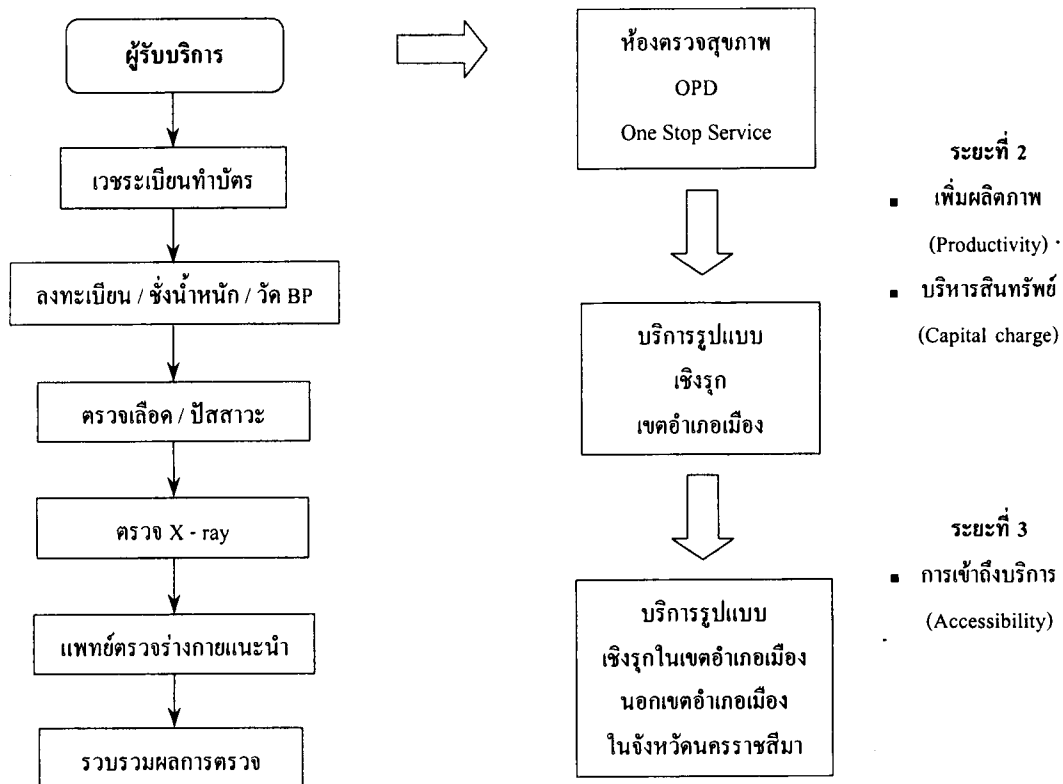 ผู้รับบริการ
เวชระเบียนทำบัตร
ลงทะเบียน / ชั่งน้ำหนัก / วัด BP
ตรวจเลือด / ปัสสาวะ
ตรวจ X - ray
แพทย์ตรวจร่างกายแนะนำ
รวบรวมผลการตรวจ
ห้องตรวจสุขภาพ
OPD
One Stop Service
บริการรูปแบบ
เชิงรุก
เขตอำเภอเมือง
บริการรูปแบบ
เชิงรุกในเขตอำเภอเมือง
นอกเขตอำเภอเมือง
ในจังหวัดนครราชสีมา
ระยะที่ 2
▪ เพิ่มผลิตภาพ
(Productivity)
▪ บริหารสินทรัพย์
(Capital charge)
ระยะที่ 3
▪ การเข้าถึงบริการ
(Accessibility)